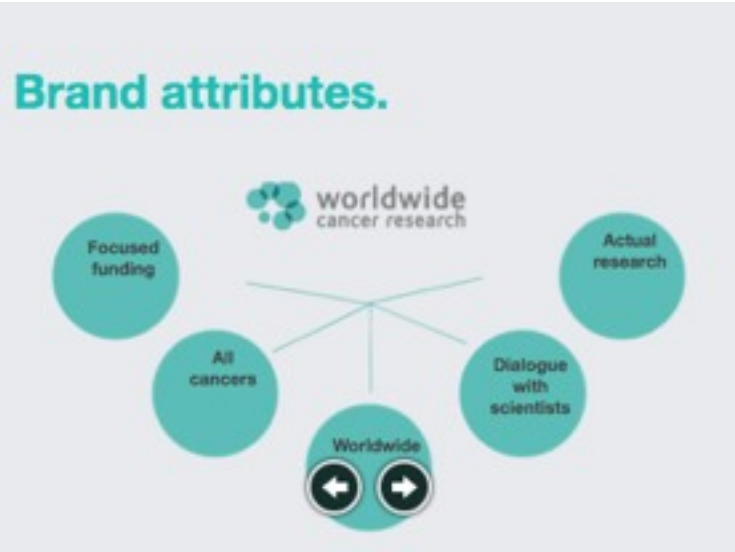 Brand attributes.
worldwide
cancer research
Focused
funding
Actual
research
All
cancers
Dialogue
with
scientists
Worldwide